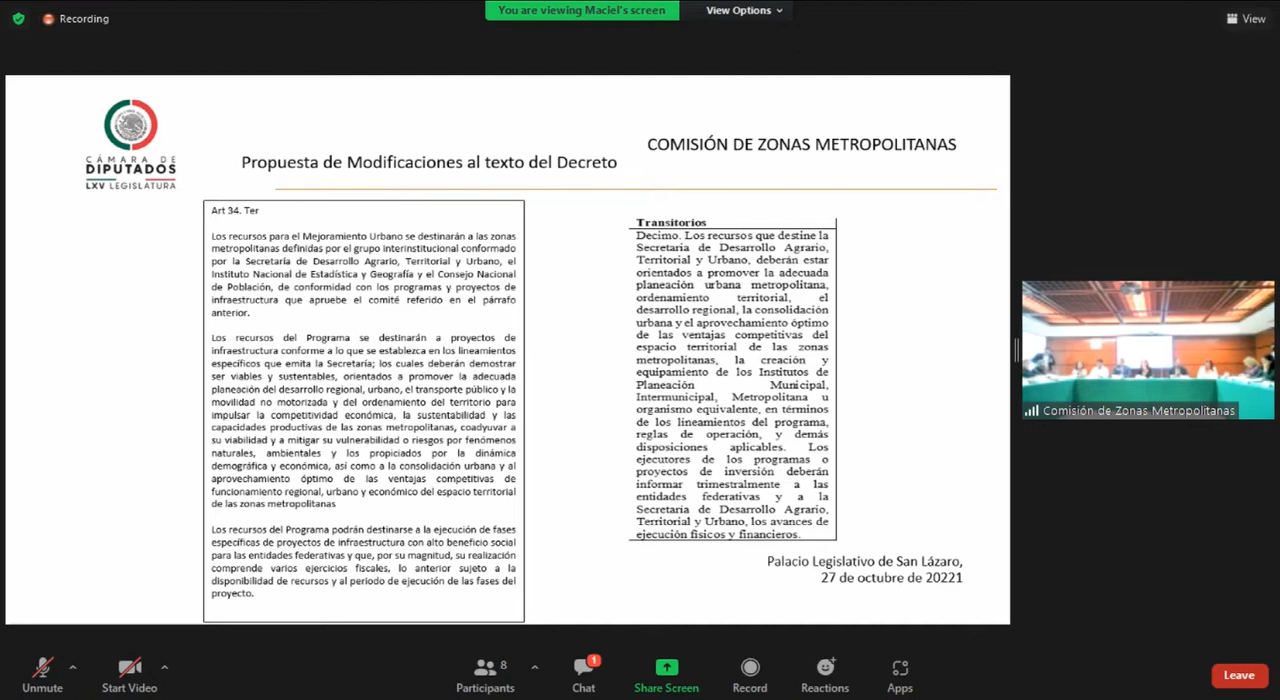 You are viewing Maciel's screen
View Options
Recording
View
CÁMARA DE
DIPUTADOS
LXV LEGISLATURA
COMISIÓN DE ZONAS METROPOLITANAS
Propuesta de Modificaciones al texto del Decreto
Art 34. Ter
Los recursos para el Mejoramiento Urbano se destinarán a las zonas
metropolitanas definidas por el grupo interinstitucional conformado
por la Secretaría de Desarrollo Agrario, Territorial y Urbano, el
Instituto Nacional de Estadística y Geografía y el Consejo Nacional
de Población, de conformidad con los programas y proyectos de
infraestructura que apruebe el comité referido en el párrafo
anterior.
Los recursos del Programa se destinarán a proyectos de
infraestructura conforme a lo que se establezca en los lineamientos
específicos que emita la Secretaría; los cuales deberán demostrar
ser viables y sustentables, orientados a promover la adecuada
planeación del desarrollo regional, urbano, el transporte público y la
movilidad no motorizada y del ordenamiento del territorio para
impulsar la competitividad económica, la sustentabilidad y las
capacidades productivas de las zonas metropolitanas, coadyuvar a
su viabilidad y a mitigar su vulnerabilidad o riesgos por fenómenos
naturales, ambientales y los propiciados por la dinámica
demográfica y económica, así como a la consolidación urbana y al
aprovechamiento óptimo de las ventajas competitivas de
funcionamiento regional, urbano y económico del espacio territorial
de las zonas metropolitanas
Los recursos del Programa podrán destinarse a la ejecución de fases
específicas de proyectos de infraestructura con alto beneficio social
para las entidades federativas y que, por su magnitud, su realización
comprende varios ejercicios fiscales, lo anterior sujeto a la
disponibilidad de recursos y al periodo de ejecución de las fases del
proyecto.
Transitorios
Decimo. Los recursos que destine la
Secretaría de Desarrollo Agrario,
Territorial y Urbano, deberán estar
orientados a promover la adecuada
planeación urbana metropolitana,
ordenamiento territorial, el
desarrollo regional, la consolidación
urbana y el aprovechamiento óptimo
de las ventajas competitivas del
espacio territorial de las zonas
metropolitanas, la creación y
equipamiento de los Institutos de
Planeación Municipal,
Intermunicipal, Metropolitana u
organismo equivalente, en términos
de los lineamientos del programa,
reglas de operación, y demás
disposiciones aplicables. Los
ejecutores de los programas o
proyectos de inversión deberán
informar trimestralmente a las
entidades federativas y a la
Secretaría de Desarrollo Agrario,
Territorial y Urbano, los avances de
ejecución físicos y financieros.
Palacio Legislativo de San Lázaro,
27 de octubre de 20221
Comisión de Zonas Metropolitanas
Unmute
Start Video
8
Participants
1
Chat
Share Screen
Record
Reactions
Apps
Leave